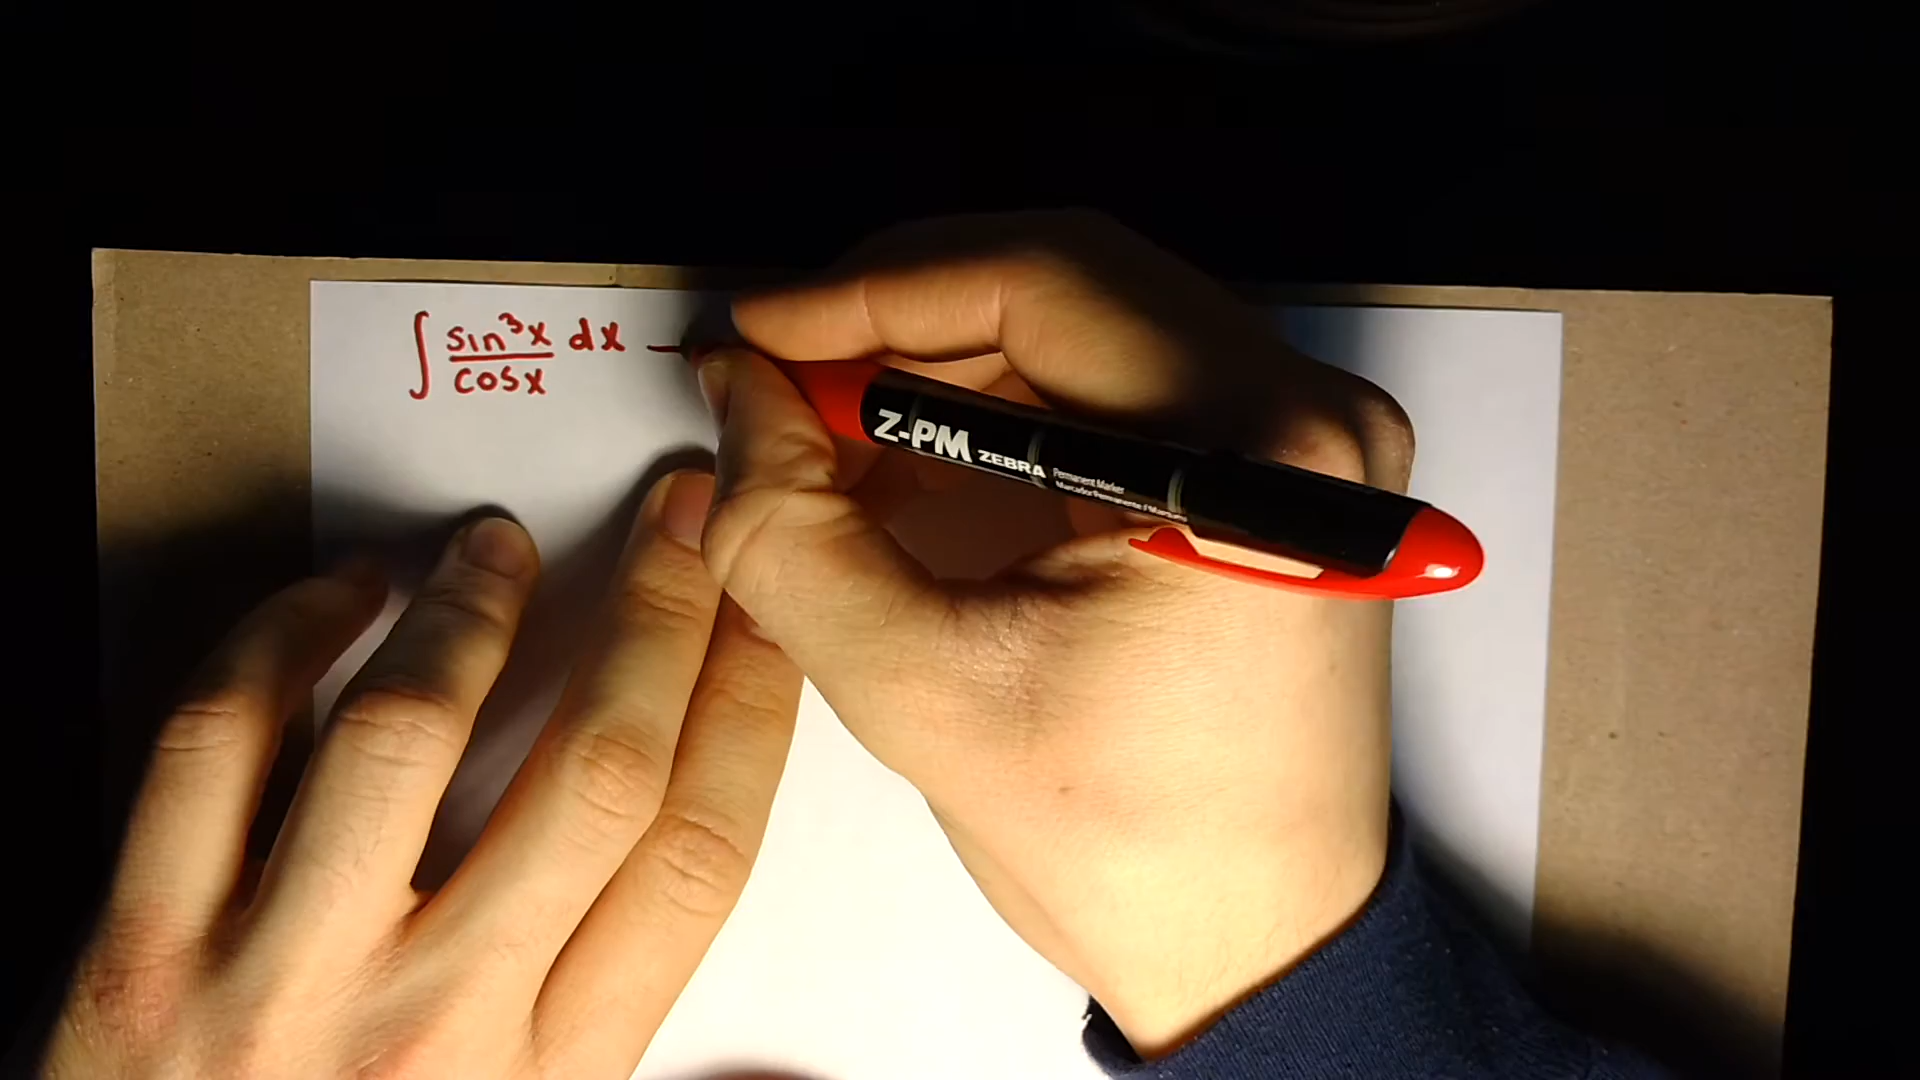 ∫ sin³x/cosx dx —
Z-PM ZEBRA Permanent Marker